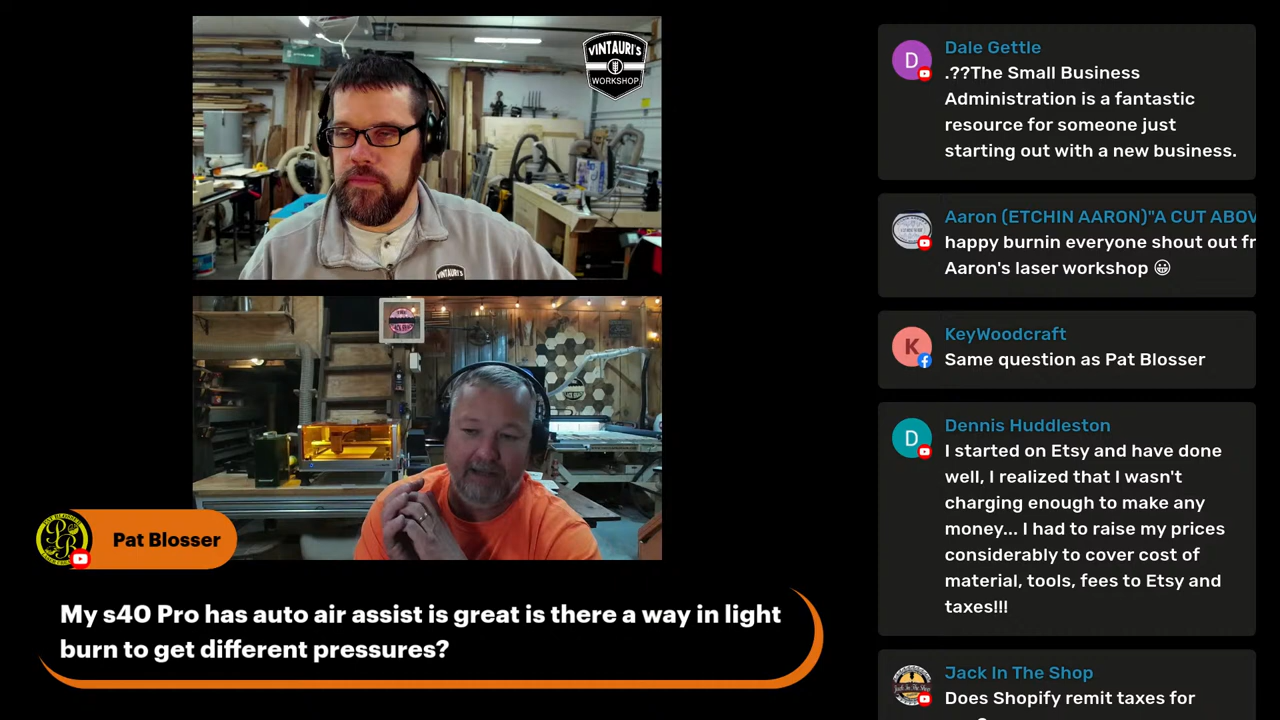 VINTAURI'S
WORKSHOP
VINTAURI'S
Pat Blosser
My s40 Pro has auto air assist is great is there a way in light
burn to get different pressures?
Dale Gettle
.??The Small Business
Administration is a fantastic
resource for someone just
starting out with a new business.
Aaron (ETCHIN AARON)"A CUT ABOV
happy burnin everyone shout out fr
Aaron's laser workshop 😀
KeyWoodcraft
Same question as Pat Blosser
Dennis Huddleston
I started on Etsy and have done
well, I realized that I wasn't
charging enough to make any
money... I had to raise my prices
considerably to cover cost of
material, tools, fees to Etsy and
taxes!!!
Jack In The Shop
Does Shopify remit taxes for